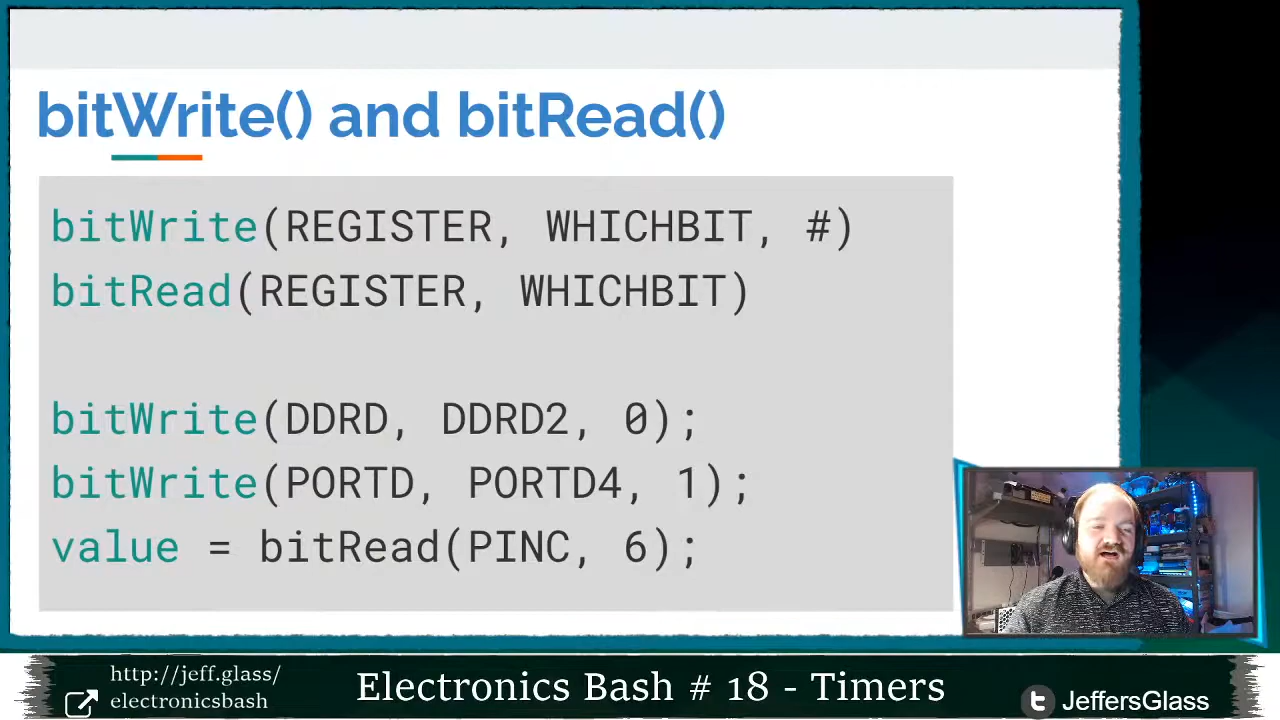 bitWrite() and bitRead()
bitWrite(REGISTER, WHICHBIT, #)
bitRead(REGISTER, WHICHBIT)
bitWrite(DDRD, DDRD2, 0);
bitWrite(PORTD, PORTD4, 1);
value = bitRead(PINC, 6);
http://jeff.glass/
electronicsbash
Electronics Bash # 18 - Timers
JeffersGlass